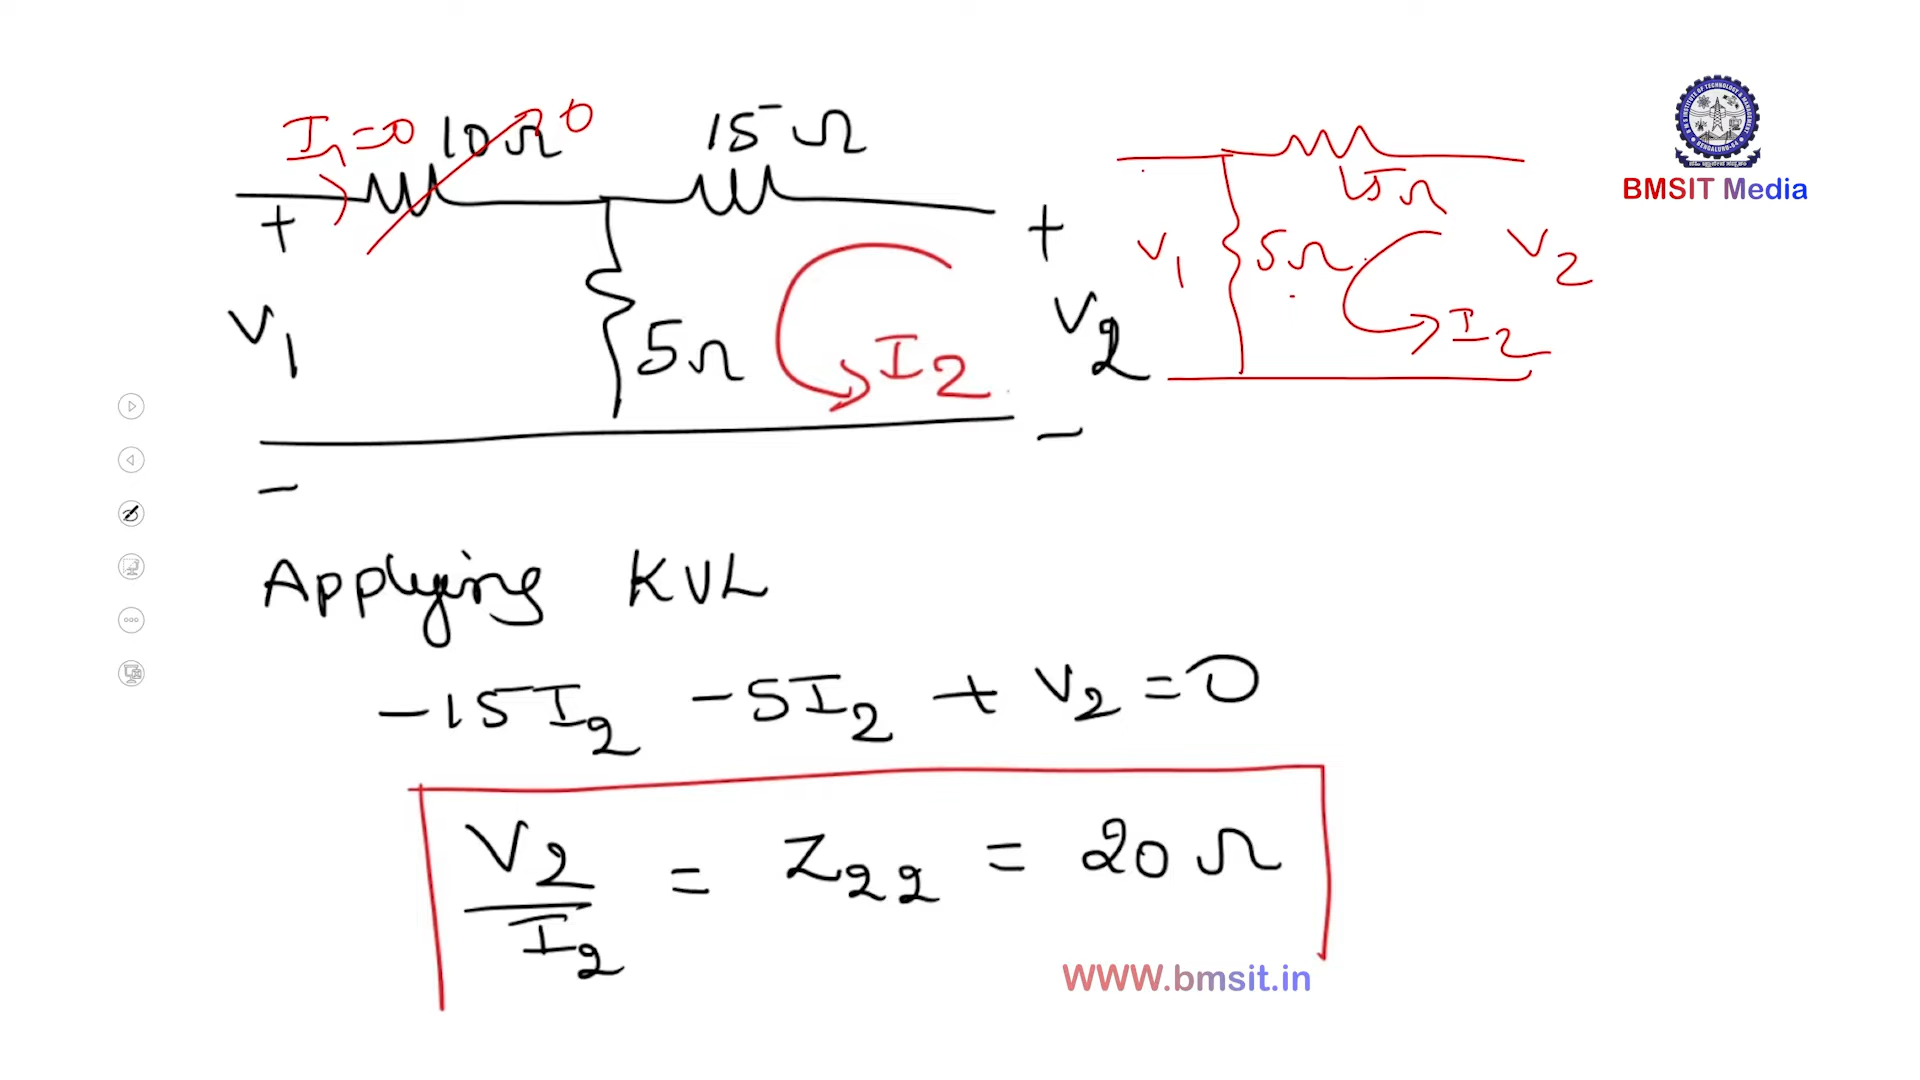 I1 = 0 10Ω 0 15Ω
+ +
V1 5Ω I2 V2
- -
15Ω
V1 5Ω V2
I2
BMSIT Media
Applying KVL
-15I2 -5I2 + V2 = 0
V2/I2 = Z22 = 20Ω
WWW.bmsit.in